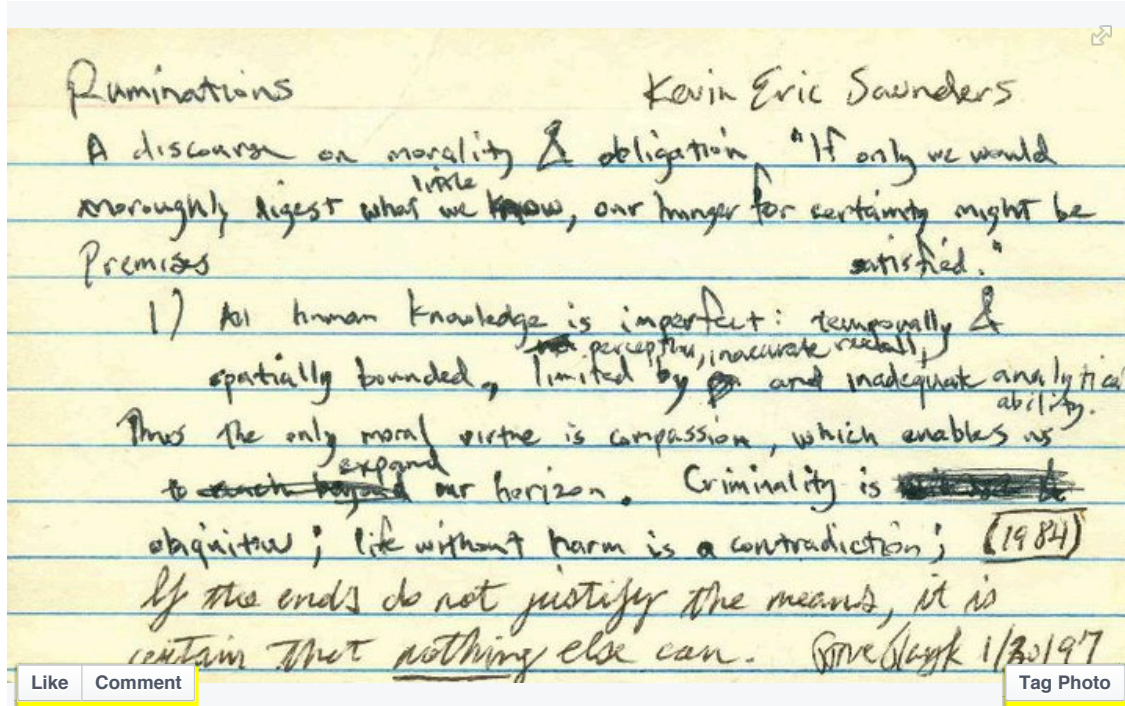 Ruminations Kevin Eric Saunders
A discourse on morality & obligation "If only we would
thoroughly digest what little we know, our hunger for certainty might be
Premises satisfied."
1) All human knowledge is imperfect: temporally &
spatially bounded, limited by perception, inaccurate recall, and inadequate analytical
ability.
Thus the only moral virtue is compassion, which enables us
to expand our horizon. Criminality is
ubiquitous; life without harm is a contradiction; (1984)
If the ends do not justify the means, it is
certain that nothing else can. 1/30/97
Like Comment Tag Photo